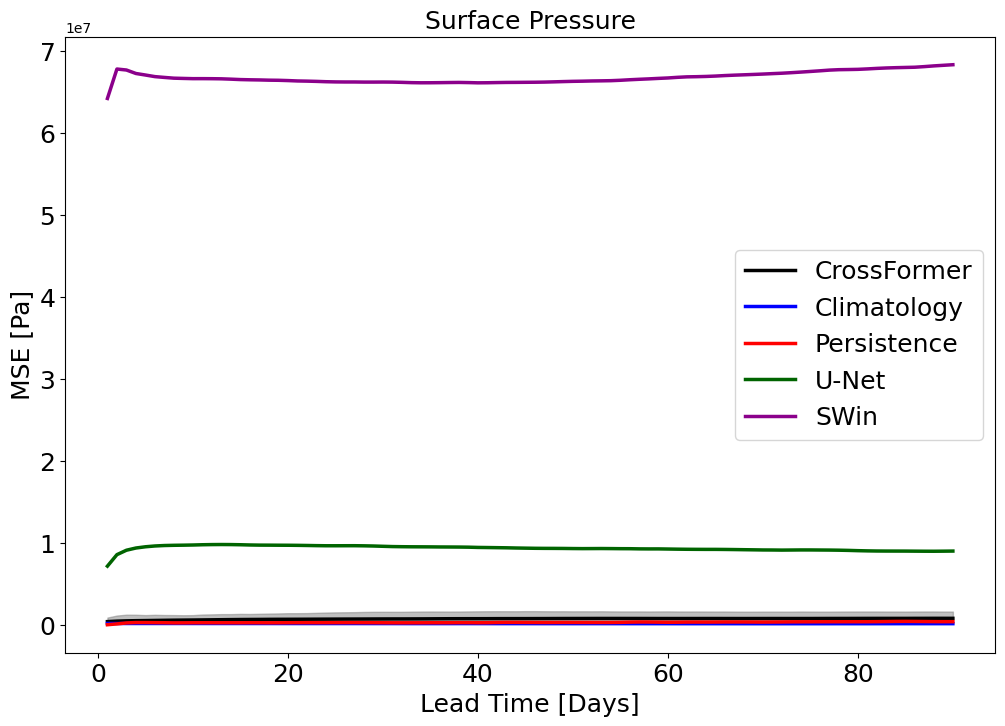 Surface Pressure
1e7
7
6
5
4
3
2
1
0
MSE [Pa]
CrossFormer
Climatology
Persistence
U-Net
SWin
0 20 40 60 80
Lead Time [Days]